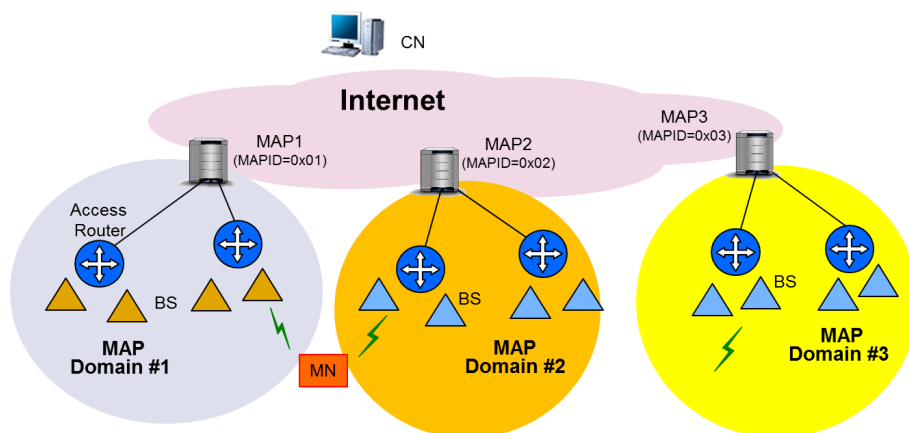 CN
Internet
MAP1
(MAPID=0x01)
MAP2
(MAPID=0x02)
MAP3
(MAPID=0x03)
Access
Router
BS
BS
BS
MAP
Domain #1
MN
MAP
Domain #2
MAP
Domain #3